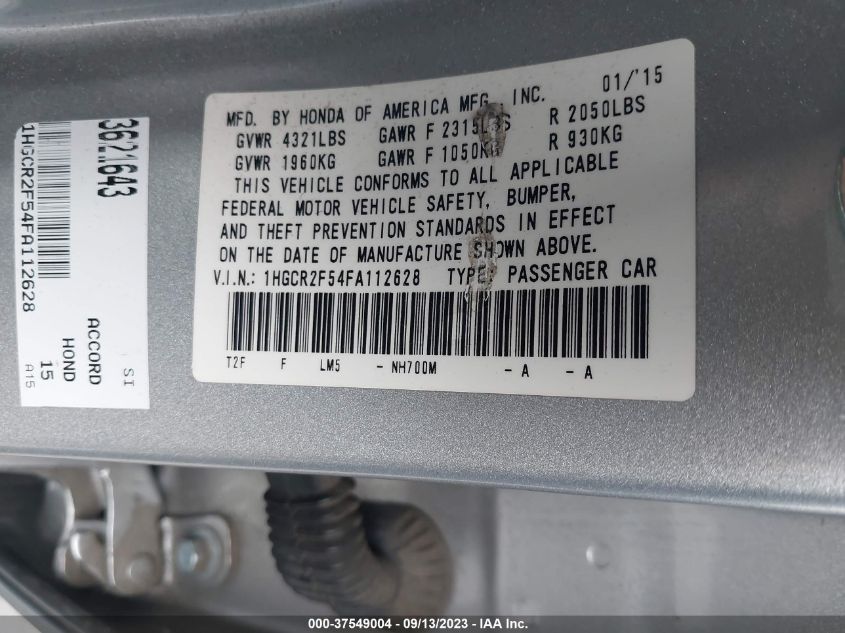 3621643
1HGCR2F54FA112628
ACCORD
HOND
15
A15
SI
MFD. BY HONDA OF AMERICA MFG., INC. 01/'15
GVWR 4321LBS GAWR F 2315LBS R 2050LBS
GVWR 1960KG GAWR F 1050KG R 930KG
THIS VEHICLE CONFORMS TO ALL APPLICABLE
FEDERAL MOTOR VEHICLE SAFETY, BUMPER,
AND THEFT PREVENTION STANDARDS IN EFFECT
ON THE DATE OF MANUFACTURE SHOWN ABOVE.
V.I.N.: 1HGCR2F54FA112628 TYPE: PASSENGER CAR
T2F F LM5 - NH700M - A - A
000-37549004 - 09/13/2023 - IAA Inc.